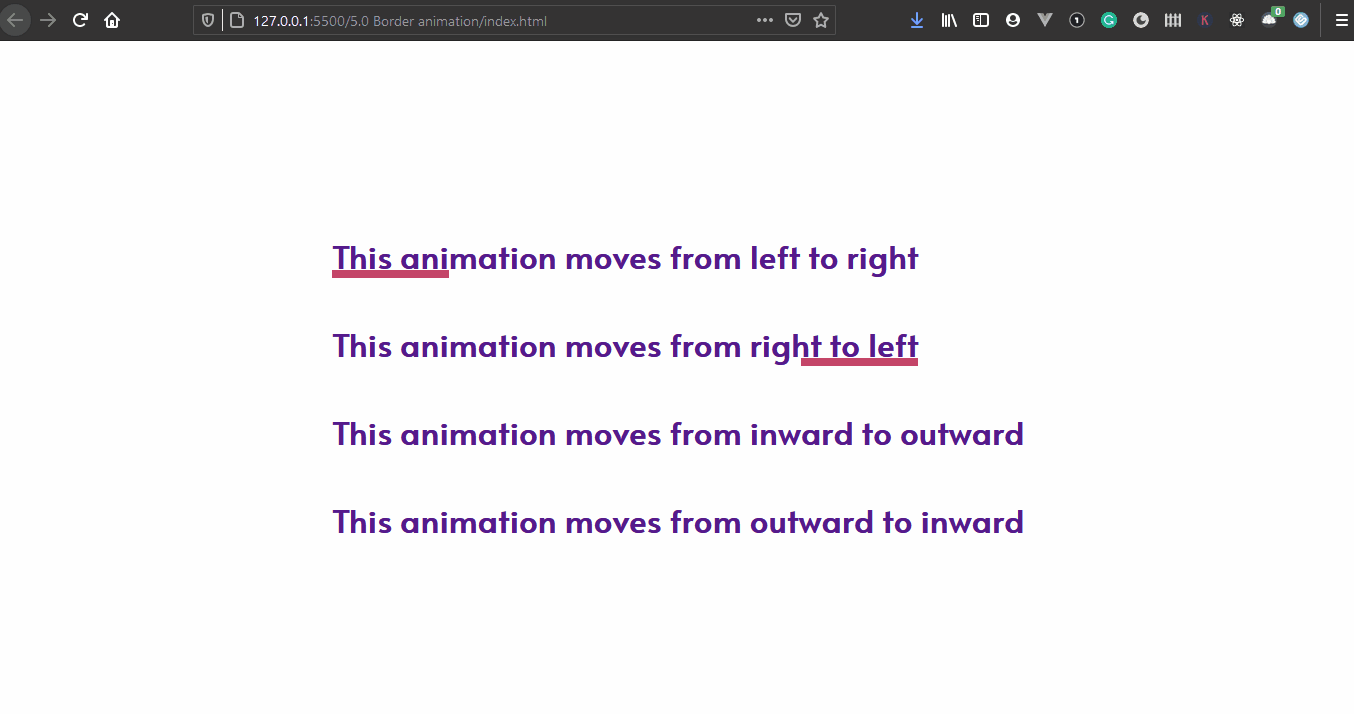 127.0.0.1:5500/5.0 Border animation/index.html
K
0
This animation moves from left to right
This animation moves from right to left
This animation moves from inward to outward
This animation moves from outward to inward